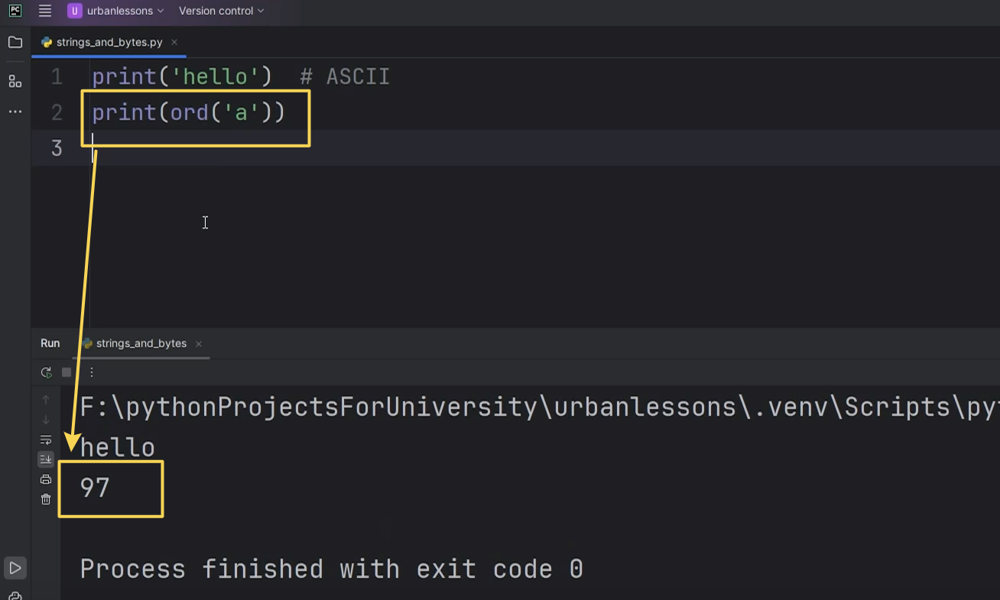 PC U urbanlessons Version control
strings_and_bytes.py
1 print('hello')  # ASCII
2 print(ord('a'))
3
Run strings_and_bytes
F:\pythonProjectsForUniversity\urbanlessons\.venv\Scripts\py
hello
97
Process finished with exit code 0